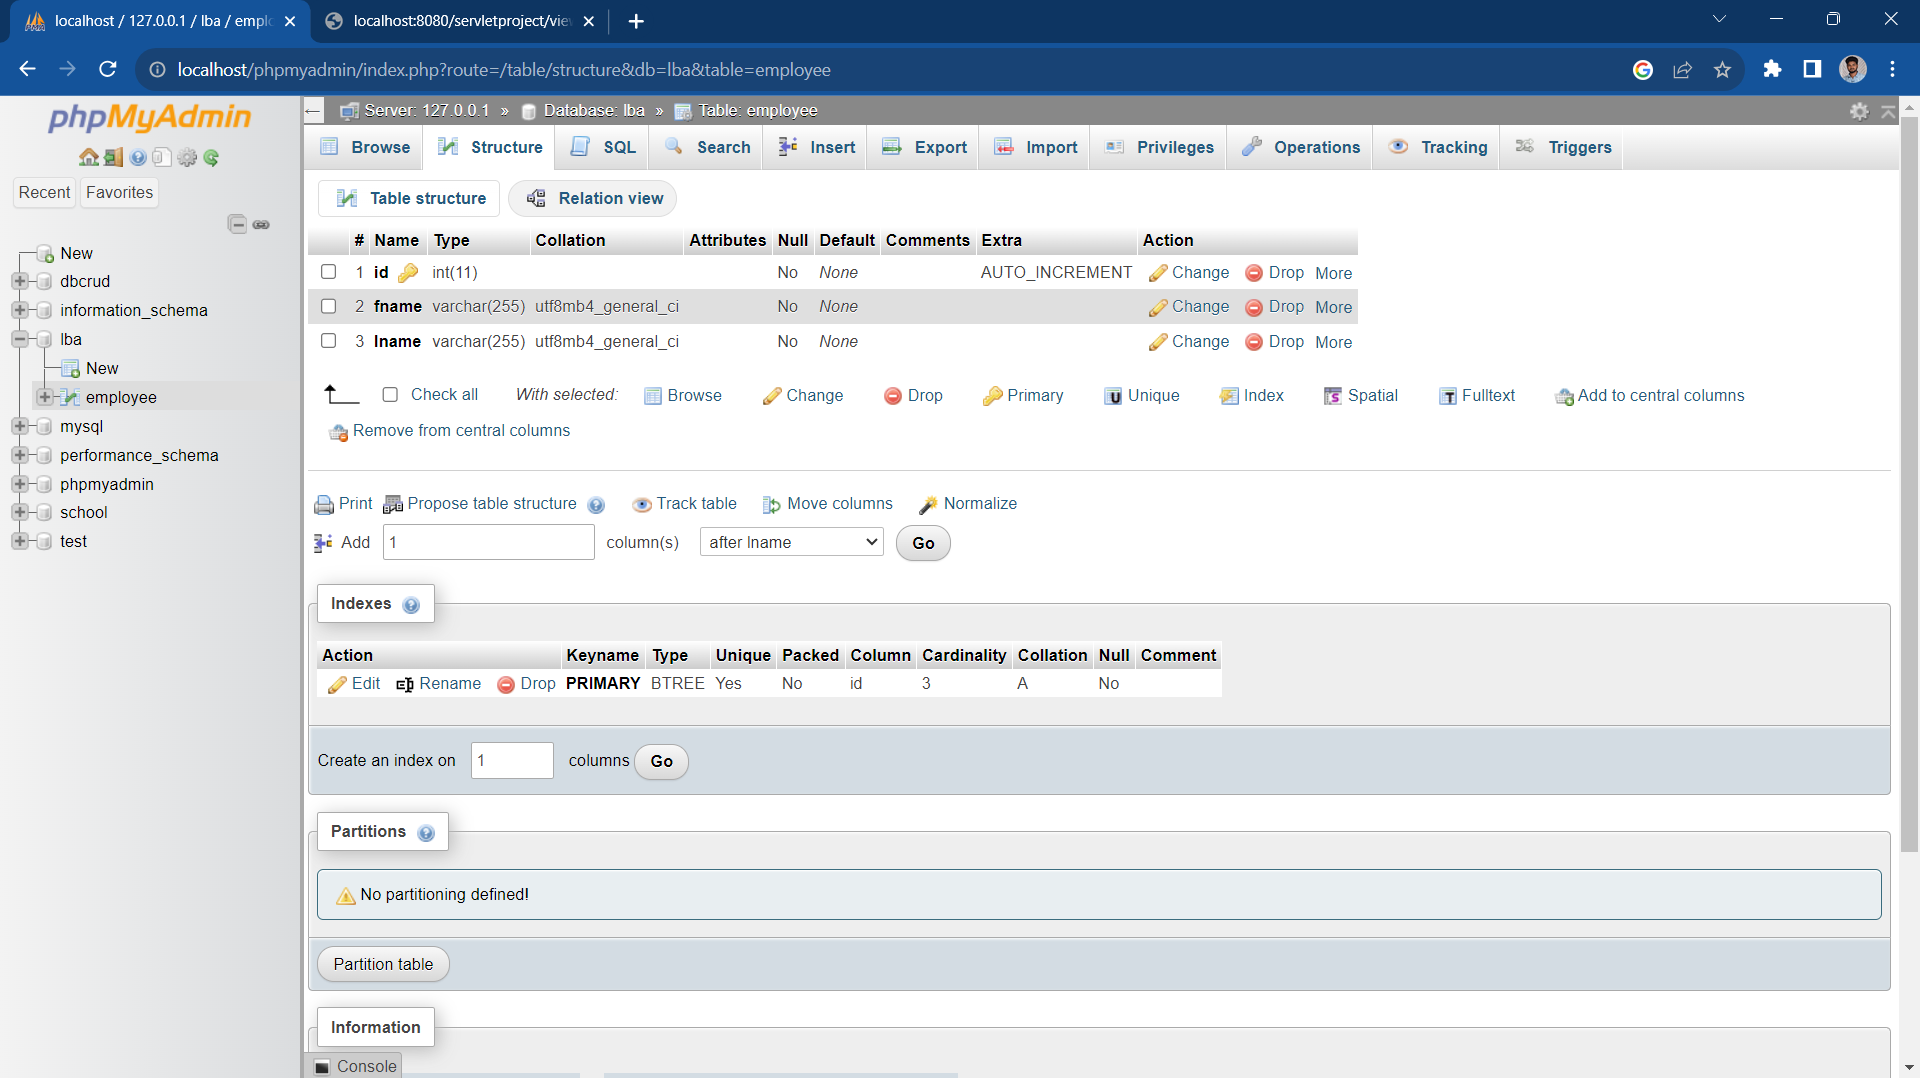 localhost / 127.0.0.1 / lba / emplo
localhost:8080/servletproject/view
localhost/phpmyadmin/index.php?route=/table/structure&db=lba&table=employee
phpMyAdmin
Recent Favorites
New
dbcrud
information_schema
lba
New
employee
mysql
performance_schema
phpmyadmin
school
test
Server: 127.0.0.1 » Database: lba » Table: employee
Browse Structure SQL Search Insert Export Import Privileges Operations Tracking Triggers
Table structure Relation view
# Name Type Collation Attributes Null Default Comments Extra Action
1 id int(11) No None AUTO_INCREMENT Change Drop More
2 fname varchar(255) utf8mb4_general_ci No None Change Drop More
3 lname varchar(255) utf8mb4_general_ci No None Change Drop More
Check all With selected: Browse Change Drop Primary Unique Index Spatial Fulltext Add to central columns
Remove from central columns
Print Propose table structure Track table Move columns Normalize
Add 1 column(s) after lname Go
Indexes
Action Keyname Type Unique Packed Column Cardinality Collation Null Comment
Edit Rename Drop PRIMARY BTREE Yes No id 3 A No
Create an index on 1 columns Go
Partitions
No partitioning defined!
Partition table
Information
Console